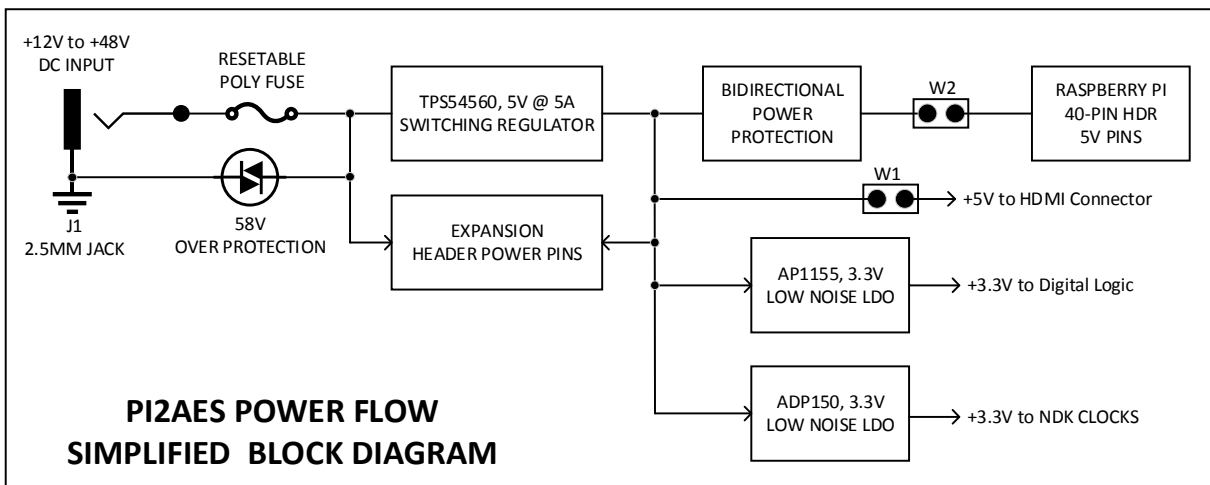 +12V to +48V
DC INPUT
RESETABLE
POLY FUSE
TPS54560, 5V @ 5A
SWITCHING REGULATOR
BIDIRECTIONAL
POWER
PROTECTION
W2
RASPBERRY PI
40-PIN HDR
5V PINS
J1
2.5MM JACK
58V
OVER PROTECTION
EXPANSION
HEADER POWER PINS
W1
+5V to HDMI Connector
AP1155, 3.3V
LOW NOISE LDO
+3.3V to Digital Logic
ADP150, 3.3V
LOW NOISE LDO
+3.3V to NDK CLOCKS
PI2AES POWER FLOW
SIMPLIFIED BLOCK DIAGRAM